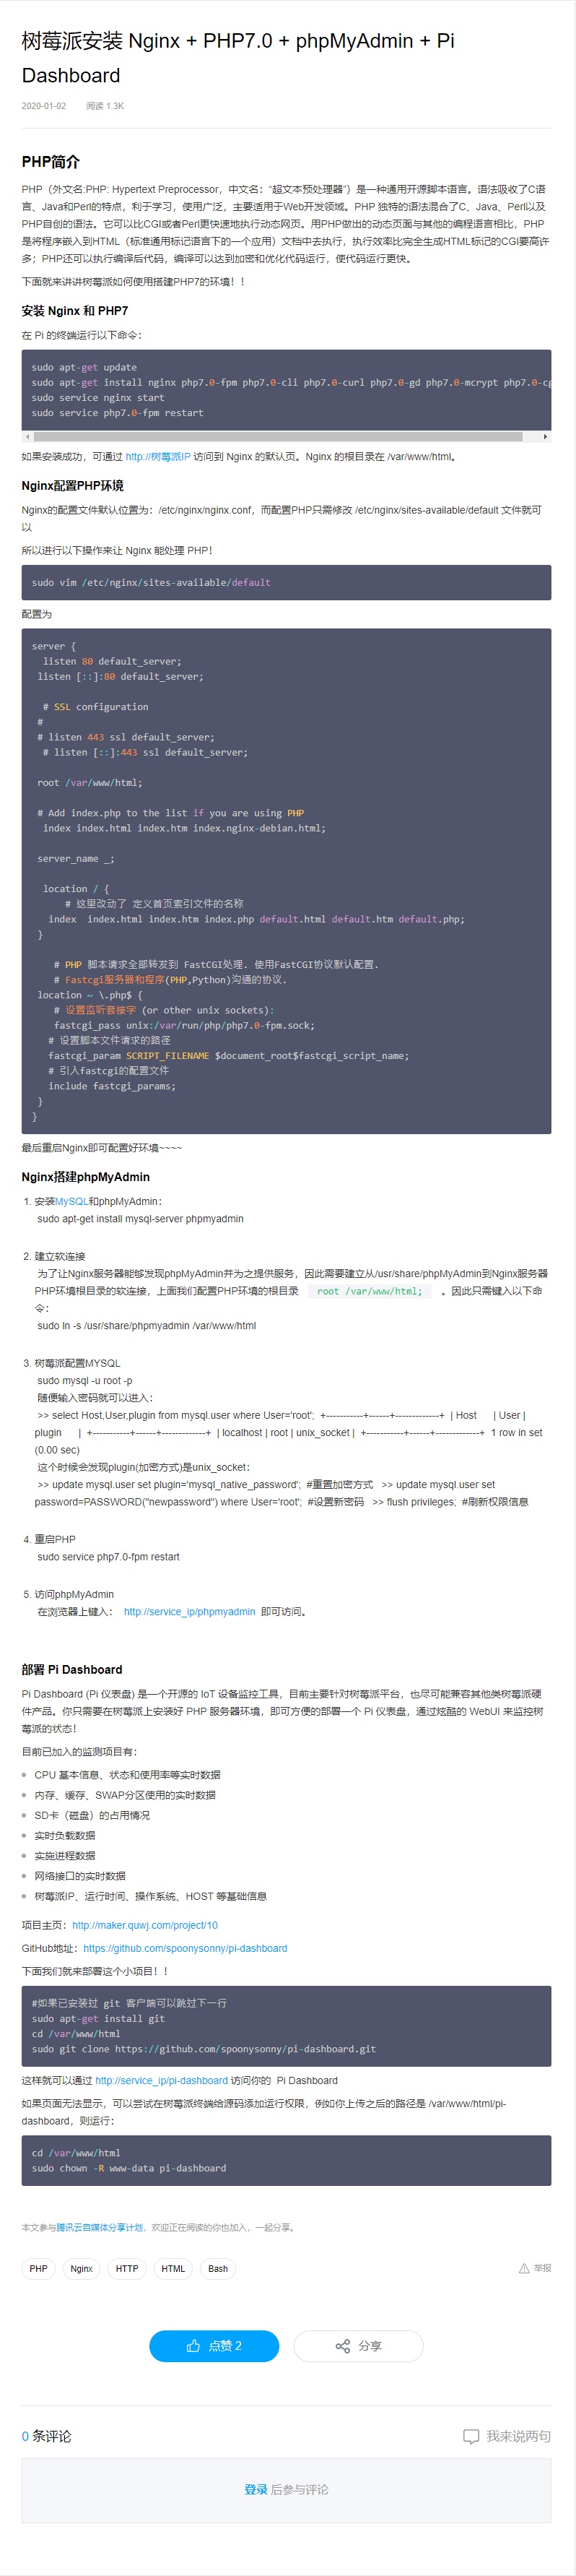 树莓派安装 Nginx + PHP7.0 + phpMyAdmin + Pi
Dashboard
2020-01-02 阅读 1.3K
PHP简介
PHP（外文名:PHP: Hypertext Preprocessor，中文名：“超文本预处理器”）是一种通用开源脚本语言。语法吸收了C语
言、Java和Perl的特点，利于学习，使用广泛，主要适用于Web开发领域。PHP 独特的语法混合了C、Java、Perl以及
PHP自创的语法。它可以比CGI或者Perl更快速地执行动态网页。用PHP做出的动态页面与其他的编程语言相比，PHP
是将程序嵌入到HTML（标准通用标记语言下的一个应用）文档中去执行，执行效率比完全生成HTML标记的CGI要高许
多；PHP还可以执行编译后代码，编译可以达到加密和优化代码运行，使代码运行更快。
下面就来讲讲树莓派如何使用搭建PHP7的环境！！
安装 Nginx 和 PHP7
在 Pi 的终端运行以下命令：
sudo apt-get update
sudo apt-get install nginx php7.0-fpm php7.0-cli php7.0-curl php7.0-gd php7.0-mcrypt php7.0-cg
sudo service nginx start
sudo service php7.0-fpm restart
如果安装成功，可通过 http://树莓派IP 访问到 Nginx 的默认页。Nginx 的根目录在 /var/www/html。
Nginx配置PHP环境
Nginx的配置文件默认位置为：/etc/nginx/nginx.conf，而配置PHP只需修改 /etc/nginx/sites-available/default 文件就可
以
所以进行以下操作来让 Nginx 能处理 PHP！
sudo vim /etc/nginx/sites-available/default
配置为
server {
listen 80 default_server;
listen [::]:80 default_server;
# SSL configuration
#
# listen 443 ssl default_server;
# listen [::]:443 ssl default_server;
root /var/www/html;
# Add index.php to the list if you are using PHP
index index.html index.htm index.nginx-debian.html;
server_name _;
location / {
# 这里改动了 定义首页索引文件的名称
index  index.html index.htm index.php default.html default.htm default.php;
}
# PHP 脚本请求全部转发到 FastCGI处理. 使用FastCGI协议默认配置.
# Fastcgi服务器和程序(PHP,Python)沟通的协议.
location ~ \.php$ {
# 设置监听套接字 (or other unix sockets):
fastcgi_pass unix:/var/run/php/php7.0-fpm.sock;
# 设置脚本文件请求的路径
fastcgi_param SCRIPT_FILENAME $document_root$fastcgi_script_name;
# 引入fastcgi的配置文件
include fastcgi_params;
}
}
最后重启Nginx即可配置好环境~~~~
Nginx搭建phpMyAdmin
1. 安装MySQL和phpMyAdmin：
sudo apt-get install mysql-server phpmyadmin
2. 建立软连接
为了让Nginx服务器能够发现phpMyAdmin并为之提供服务，因此需要建立从/usr/share/phpMyAdmin到Nginx服务器
PHP环境根目录的软连接，上面我们配置PHP环境的根目录 root /var/www/html; 。因此只需键入以下命
令：
sudo ln -s /usr/share/phpmyadmin /var/www/html
3. 树莓派配置MYSQL
sudo mysql -u root -p
随便输入密码就可以进入：
>> select Host,User,plugin from mysql.user where User='root'; +-----------+------+-------------+ | Host | User |
plugin | +-----------+------+-------------+ | localhost | root | unix_socket | +-----------+------+-------------+ 1 row in set
(0.00 sec)
这个时候会发现plugin(加密方式)是unix_socket：
>> update mysql.user set plugin='mysql_native_password'; #重置加密方式 >> update mysql.user set
password=PASSWORD("newpassword") where User='root'; #设置新密码 >> flush privileges; #刷新权限信息
4. 重启PHP
sudo service php7.0-fpm restart
5. 访问phpMyAdmin
在浏览器上键入： http://service_ip/phpmyadmin 即可访问。
部署 Pi Dashboard
Pi Dashboard (Pi 仪表盘) 是一个开源的 IoT 设备监控工具，目前主要针对树莓派平台，也尽可能兼容其他类树莓派硬
件产品。你只需要在树莓派上安装好 PHP 服务器环境，即可方便的部署一个 Pi 仪表盘，通过炫酷的 WebUI 来监控树
莓派的状态！
目前已加入的监测项目有：
CPU 基本信息、状态和使用率等实时数据
内存、缓存、SWAP分区使用的实时数据
SD卡（磁盘）的占用情况
实时负载数据
实施进程数据
网络接口的实时数据
树莓派IP、运行时间、操作系统、HOST 等基础信息
项目主页：http://maker.quwj.com/project/10
GitHub地址：https://github.com/spoonysonny/pi-dashboard
下面我们就来部署这个小项目！！
#如果已安装过 git 客户端可以跳过下一行
sudo apt-get install git
cd /var/www/html
sudo git clone https://github.com/spoonysonny/pi-dashboard.git
这样就可以通过 http://service_ip/pi-dashboard 访问你的 Pi Dashboard
如果页面无法显示，可以尝试在树莓派终端给源码添加运行权限，例如你上传之后的路径是 /var/www/html/pi-
dashboard，则运行：
cd /var/www/html
sudo chown -R www-data pi-dashboard
本文参与腾讯云自媒体分享计划，欢迎正在阅读的你也加入，一起分享。
PHP Nginx HTTP HTML Bash 举报
点赞 2 分享
0 条评论 我来说两句
登录 后参与评论